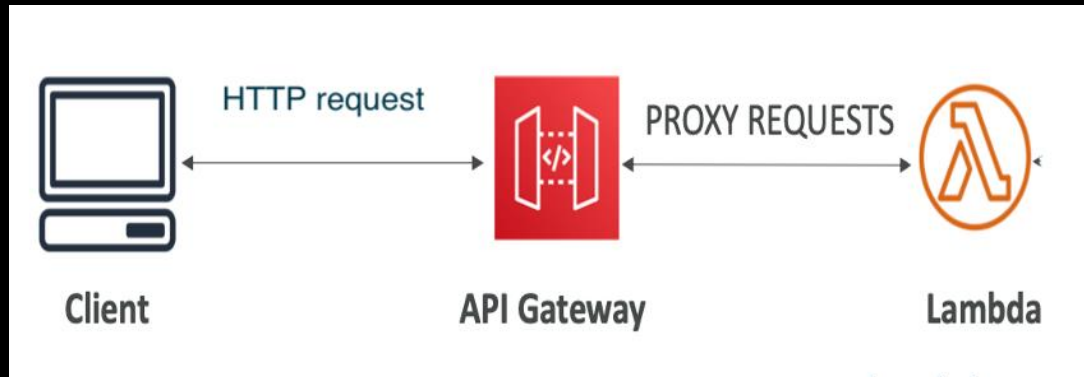 HTTP request
PROXY REQUESTS
</>
Client
API Gateway
Lambda